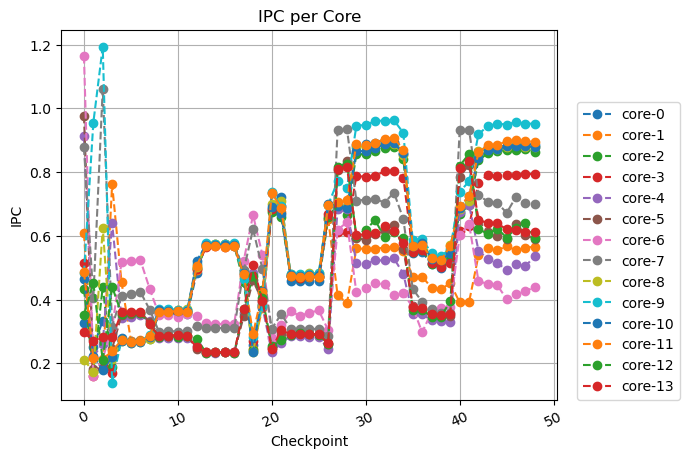 IPC per Core
IPC
1.2
1.0
0.8
0.6
0.4
0.2
0
10
20
30
40
50
Checkpoint
core-0
core-1
core-2
core-3
core-4
core-5
core-6
core-7
core-8
core-9
core-10
core-11
core-12
core-13